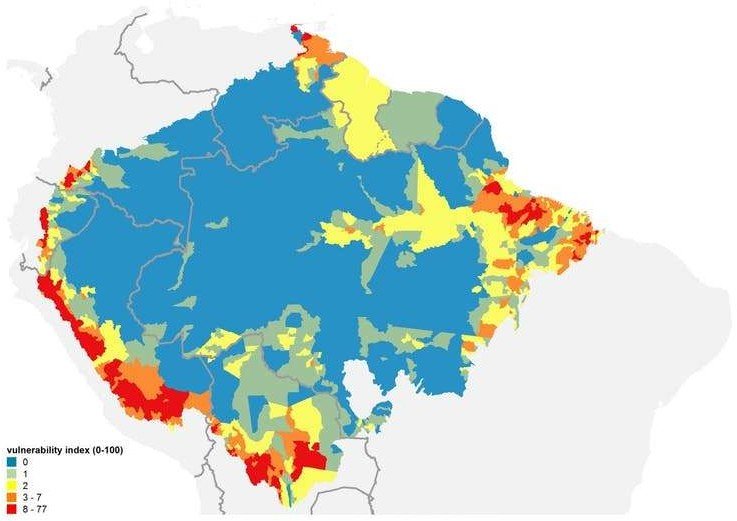 vulnerability index (0-100)
0
1
2
3 - 7
8 - 77